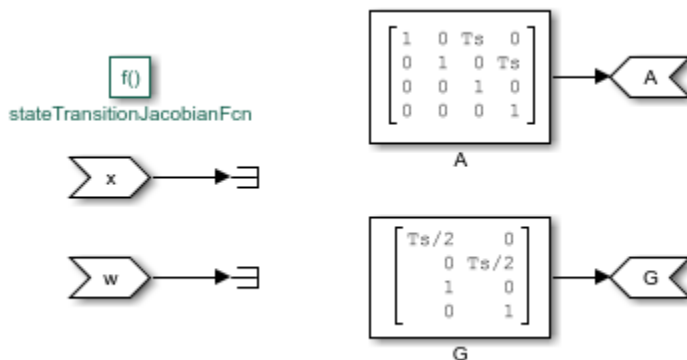 f()
stateTransitionJacobianFcn
x
w
1 0 Ts 0
0 1 0 Ts
0 0 1 0
0 0 0 1
A
A
Ts/2 0
0 Ts/2
1 0
0 1
G
G